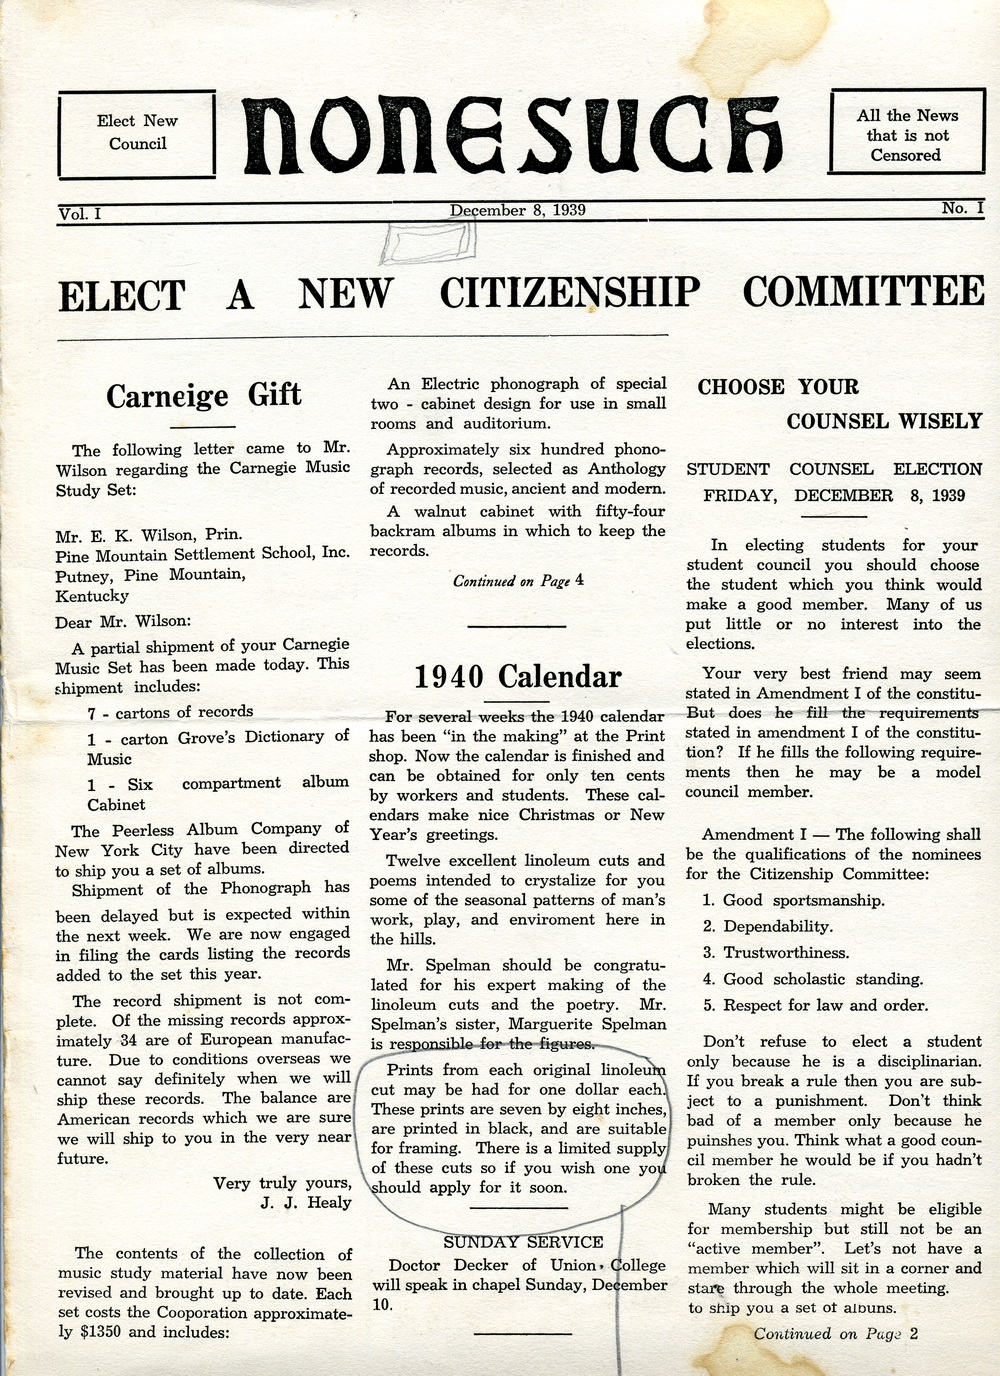 Elect New
Council
NONESUCH
All the News
that is not
Censored
Vol. I
December 8, 1939
No. I
ELECT A NEW CITIZENSHIP COMMITTEE
Carneige Gift
The following letter came to Mr.
Wilson regarding the Carnegie Music
Study Set:
Mr. E. K. Wilson, Prin.
Pine Mountain Settlement School, Inc.
Putney, Pine Mountain,
Kentucky
Dear Mr. Wilson:
A partial shipment of your Carnegie
Music Set has been made today. This
shipment includes:
7 - cartons of records
1 - carton Grove's Dictionary of
Music
1 - Six compartment album
Cabinet
The Peerless Album Company of
New York City have been directed
to ship you a set of albums.
Shipment of the Phonograph has
been delayed but is expected within
the next week. We are now engaged
in filing the cards listing the records
added to the set this year.
The record shipment is not com-
plete. Of the missing records approx-
imately 34 are of European manufac-
ture. Due to conditions overseas we
cannot say definitely when we will
ship these records. The balance are
American records which we are sure
we will ship to you in the very near
future.
Very truly yours,
J. J. Healy
The contents of the collection of
music study material have now been
revised and brought up to date. Each
set costs the Cooporation approximate-
ly $1350 and includes:
An Electric phonograph of special
two - cabinet design for use in small
rooms and auditorium.
Approximately six hundred phono-
graph records, selected as Anthology
of recorded music, ancient and modern.
A walnut cabinet with fifty-four
backram albums in which to keep the
records.
Continued on Page 4
1940 Calendar
For several weeks the 1940 calendar
has been "in the making" at the Print
shop. Now the calendar is finished and
can be obtained for only ten cents
by workers and students. These cal-
endars make nice Christmas or New
Year's greetings.
Twelve excellent linoleum cuts and
poems intended to crystalize for you
some of the seasonal patterns of man's
work, play, and enviroment here in
the hills.
Mr. Spelman should be congratu-
lated for his expert making of the
linoleum cuts and the poetry. Mr.
Spelman's sister, Marguerite Spelman
is responsible for the figures.
Prints from each original linoleum
cut may be had for one dollar each.
These prints are seven by eight inches,
are printed in black, and are suitable
for framing. There is a limited supply
of these cuts so if you wish one you
should apply for it soon.
SUNDAY SERVICE
Doctor Decker of Union College
will speak in chapel Sunday, December
10.
CHOOSE YOUR
COUNSEL WISELY
STUDENT COUNSEL ELECTION
FRIDAY, DECEMBER 8, 1939
In electing students for your
student council you should choose
the student which you think would
make a good member. Many of us
put little or no interest into the
elections.
Your very best friend may seem
stated in Amendment I of the constitu-
But does he fill the requirements
stated in amendment I of the constitu-
tion? If he fills the following require-
ments then he may be a model
council member.
Amendment I — The following shall
be the qualifications of the nominees
for the Citizenship Committee:
1. Good sportsmanship.
2. Dependability.
3. Trustworthiness.
4. Good scholastic standing.
5. Respect for law and order.
Don't refuse to elect a student
only because he is a disciplinarian.
If you break a rule then you are sub-
ject to a punishment. Don't think
bad of a member only because he
puinshes you. Think what a good coun-
cil member he would be if you hadn't
broken the rule.
Many students might be eligible
for membership but still not be an
"active member". Let's not have a
member which will sit in a corner and
stare through the whole meeting.
to ship you a set of albuns.
Continued on Page 2